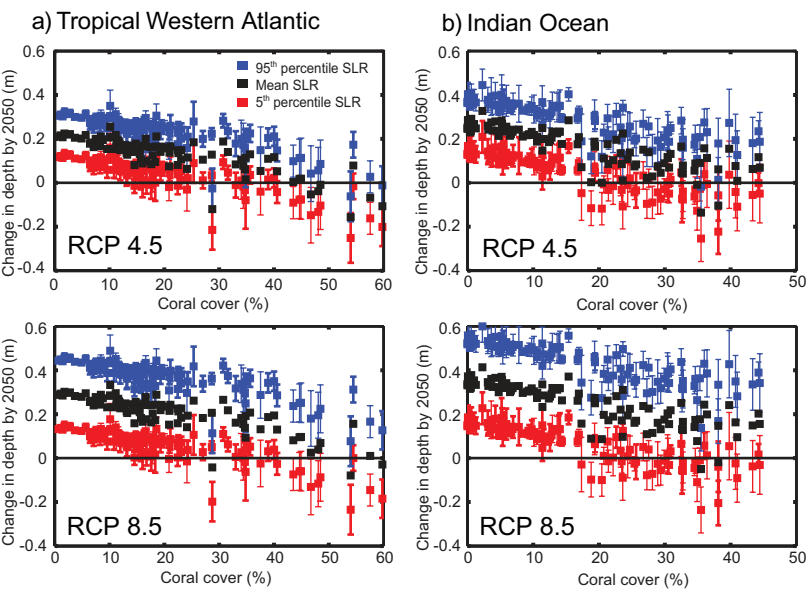 a) Tropical Western Atlantic
b) Indian Ocean
Change in depth by 2050 (m)
0.6
0.4
0.2
0
-0.2
-0.4
95th percentile SLR
Mean SLR
5th percentile SLR
RCP 4.5
0 10 20 30 40 50 60
Coral cover (%)
Change in depth by 2050 (m)
0.6
0.4
0.2
0
-0.2
-0.4
RCP 4.5
0 10 20 30 40 50
Coral cover (%)
Change in depth by 2050 (m)
0.6
0.4
0.2
0
-0.2
-0.4
RCP 8.5
0 10 20 30 40 50 60
Coral cover (%)
Change in depth by 2050 (m)
0.6
0.4
0.2
0
-0.2
-0.4
RCP 8.5
0 10 20 30 40 50
Coral cover (%)